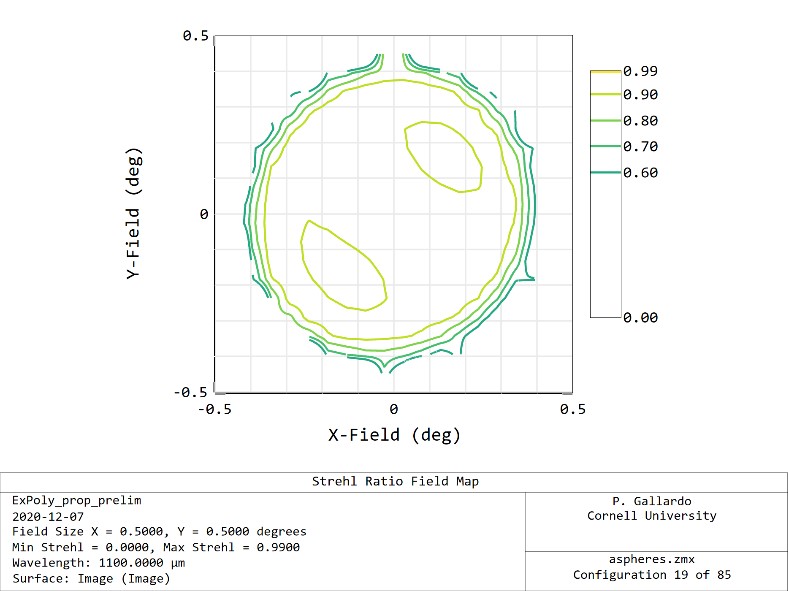 0.5
0
-0.5
Y-Field (deg)
-0.5
0
0.5
X-Field (deg)
0.99
0.90
0.80
0.70
0.60
0.00
Strehl Ratio Field Map
ExPoly_prop_prelim
2020-12-07
Field Size X = 0.5000, Y = 0.5000 degrees
Min Strehl = 0.0000, Max Strehl = 0.9900
Wavelength: 1100.0000 µm
Surface: Image (Image)
P. Gallardo
Cornell University
aspheres.zmx
Configuration 19 of 85